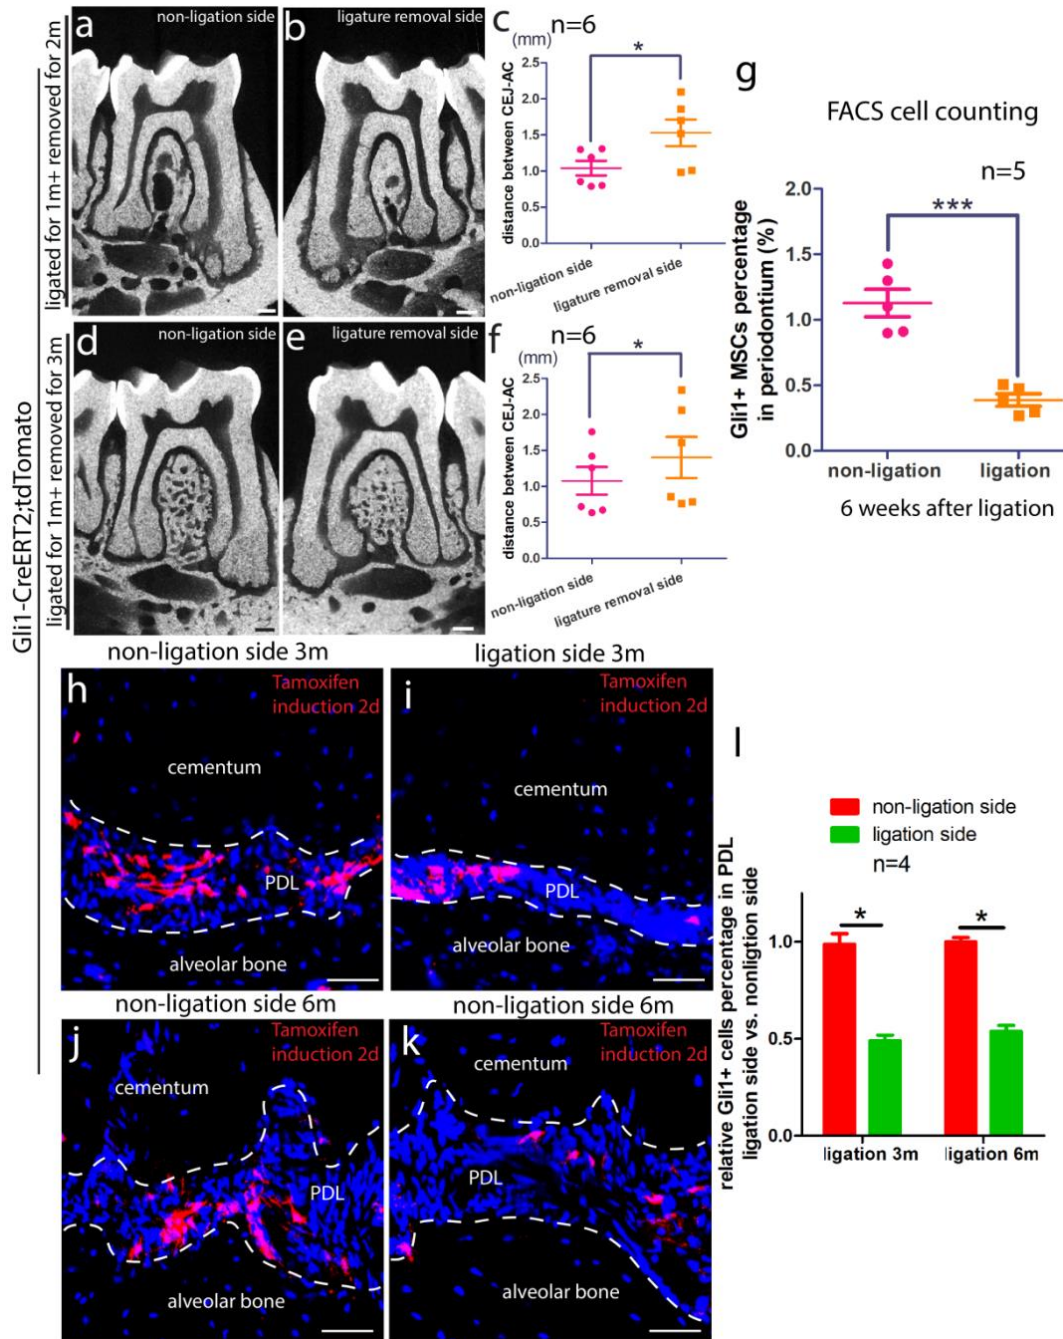 Gli1-CreERT2;tdTomato
ligated for 1m+ removed for 2m
a
non-ligation side
b
ligature removal side
c
n=6
(mm)
*
distance between CEJ-AC
2.5
2.0
1.5
1.0
0.5
0.0
non-ligation side
ligature removal side
ligated for 1m+ removed for 3m
d
non-ligation side
e
ligature removal side
f
n=6
(mm)
*
distance between CEJ-AC
2.5
2.0
1.5
1.0
0.5
0.0
non-ligation side
ligature removal side
g
FACS cell counting
n=5
***
Gli1+ MSCs percentage
in periodontium (%)
2.0
1.5
1.0
0.5
0.0
non-ligation
ligation
6 weeks after ligation
non-ligation side 3m
h
Tamoxifen
induction 2d
cementum
PDL
alveolar bone
ligation side 3m
i
Tamoxifen
induction 2d
cementum
PDL
alveolar bone
non-ligation side 6m
j
Tamoxifen
induction 2d
cementum
PDL
alveolar bone
non-ligation side 6m
k
Tamoxifen
induction 2d
cementum
PDL
alveolar bone
l
non-ligation side
ligation side
n=4
relative Gli1+ cells percentage in PDL
ligation side vs. nonligtion side
1.0
0.5
0.0
*
*
ligation 3m
ligation 6m